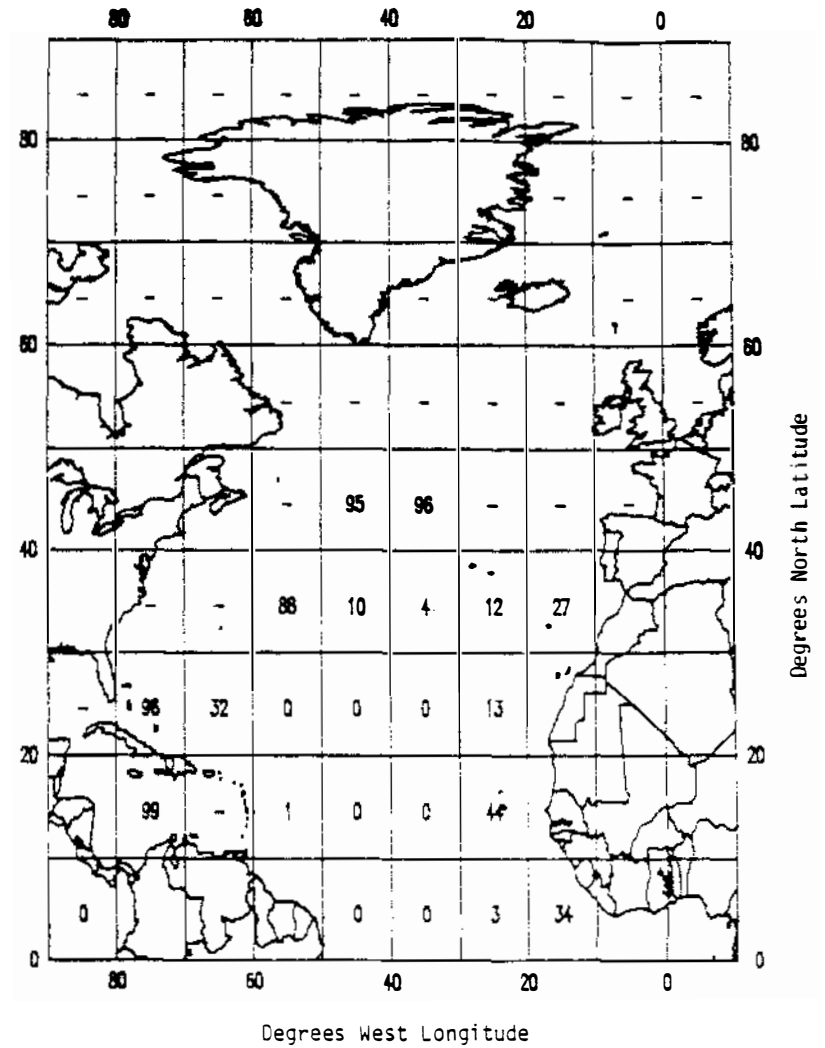 80 60 40 20 0
- - - - - - - - -
80 80
- - - - -
- - - - - -
60 60
- - - -
- 95 96 - - -
40 40
- - 88 10 4 12 27
- 96 32 0 0 0 13
20 20
99 - 1 0 0 44
0 0 0 3 34
0 0
80 60 40 20 0
Degrees West Longitude
Degrees North Latitude